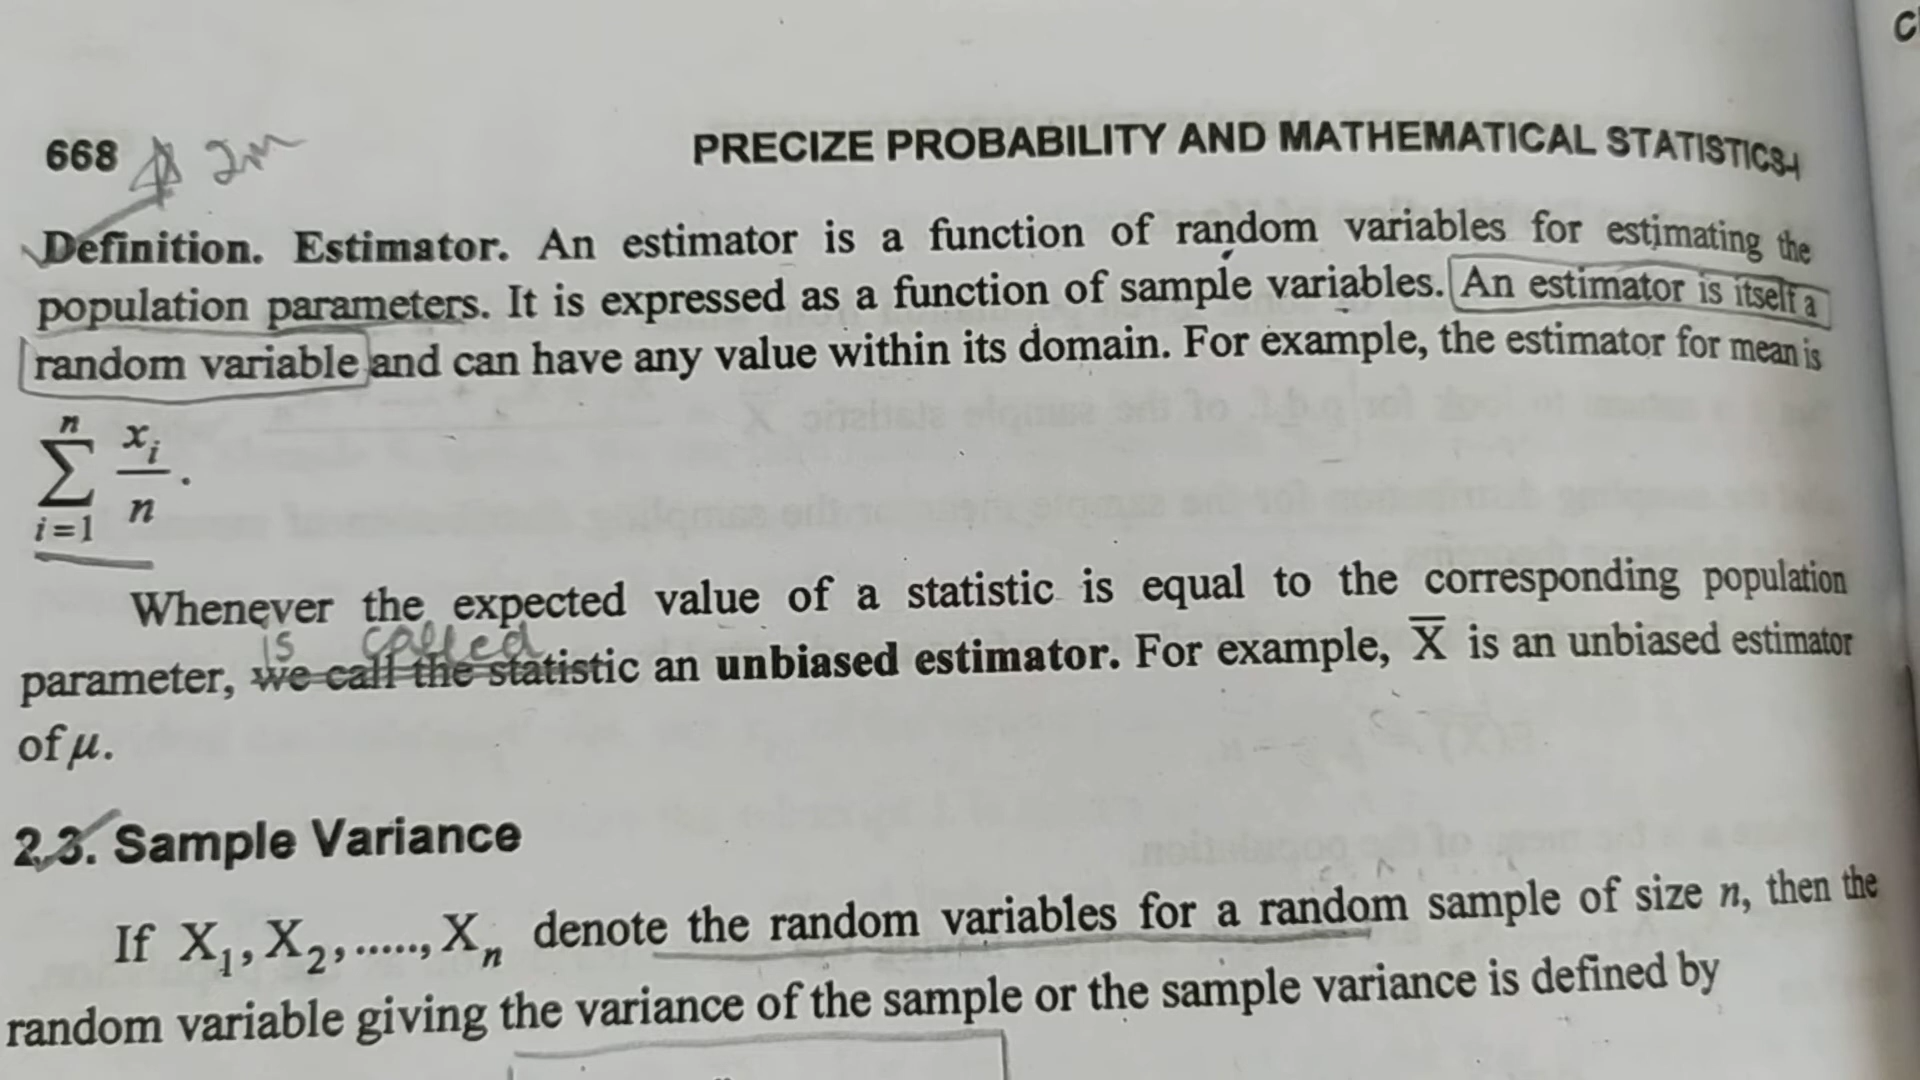 C
668 2m PRECIZE PROBABILITY AND MATHEMATICAL STATISTICS-I
Definition. Estimator. An estimator is a function of random variables for estimating the
population parameters. It is expressed as a function of sample variables. An estimator is itself a
random variable and can have any value within its domain. For example, the estimator for mean is
n
∑ xᵢ/n .
i=1
Whenever the expected value of a statistic is equal to the corresponding population
is called
parameter, we call the statistic an unbiased estimator. For example, X̄ is an unbiased estimator
of μ.
2.3. Sample Variance
If X₁, X₂, ......, Xₙ denote the random variables for a random sample of size n, then the
random variable giving the variance of the sample or the sample variance is defined by